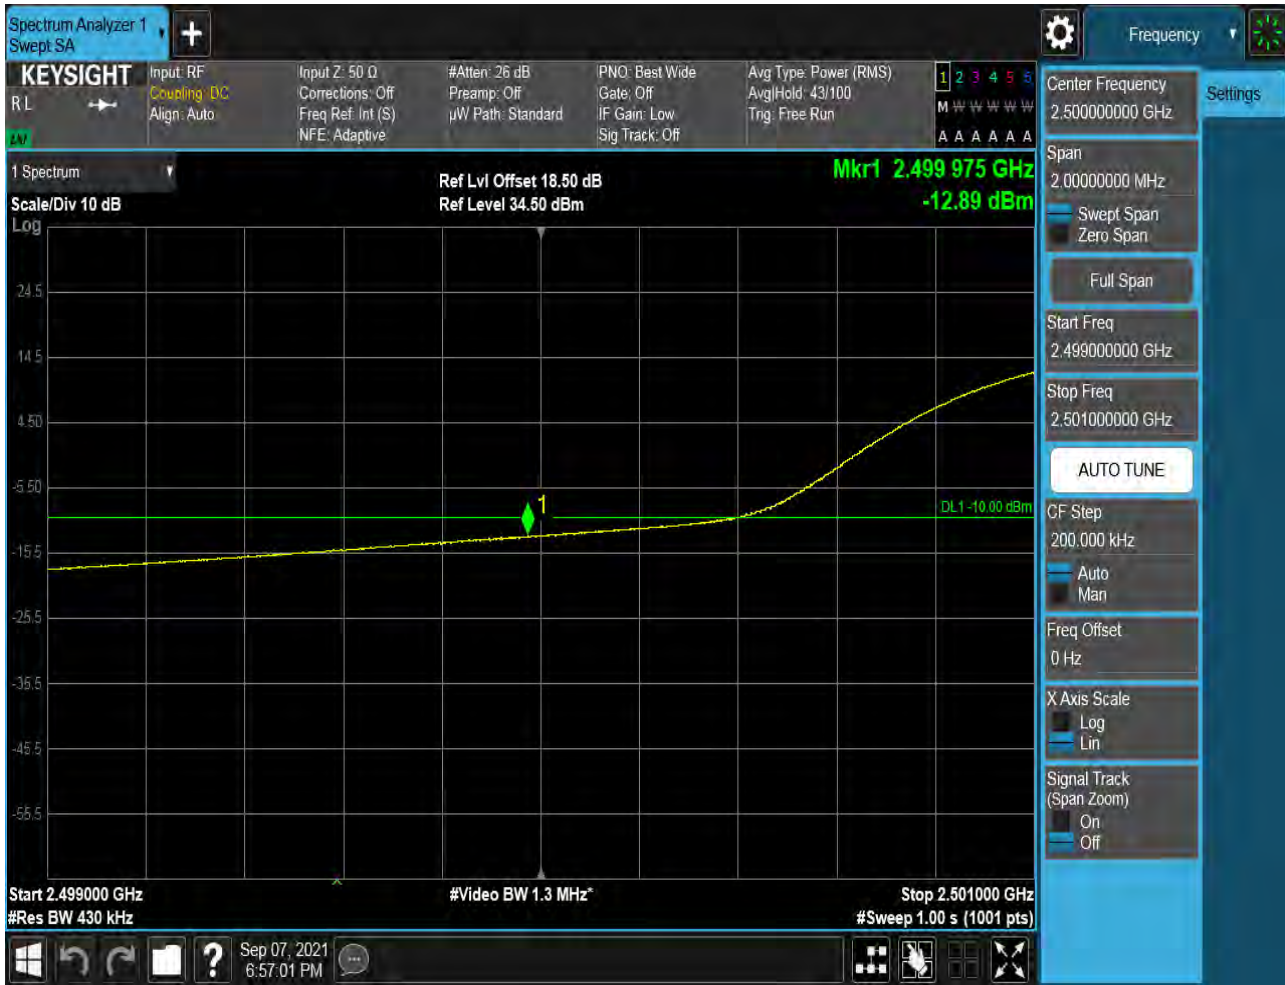 Spectrum Analyzer 1
Swept SA
Frequency
KEYSIGHT
R L
Input: RF
Coupling: DC
Align: Auto
Input Z: 50 Ω
Corrections: Off
Freq Ref: Int (S)
NFE: Adaptive
#Atten: 26 dB
Preamp: Off
µW Path: Standard
PNO: Best Wide
Gate: Off
IF Gain: Low
Sig Track: Off
Avg Type: Power (RMS)
Avg|Hold: 43/100
Trig: Free Run
1 2 3 4 5 6
M W W W W W
A A A A A A
1 Spectrum
Scale/Div 10 dB
Log
Ref Lvl Offset 18.50 dB
Ref Level 34.50 dBm
Mkr1 2.499 975 GHz
-12.89 dBm
24.5
14.5
4.50
-5.50
-15.5
-25.5
-35.5
-45.5
-55.5
1
DL1 -10.00 dBm
Start 2.499000 GHz
#Res BW 430 kHz
#Video BW 1.3 MHz*
Stop 2.501000 GHz
#Sweep 1.00 s (1001 pts)
Sep 07, 2021
6:57:01 PM
Center Frequency
2.500000000 GHz
Settings
Span
2.00000000 MHz
Swept Span
Zero Span
Full Span
Start Freq
2.499000000 GHz
Stop Freq
2.501000000 GHz
AUTO TUNE
CF Step
200.000 kHz
Auto
Man
Freq Offset
0 Hz
X Axis Scale
Log
Lin
Signal Track
(Span Zoom)
On
Off